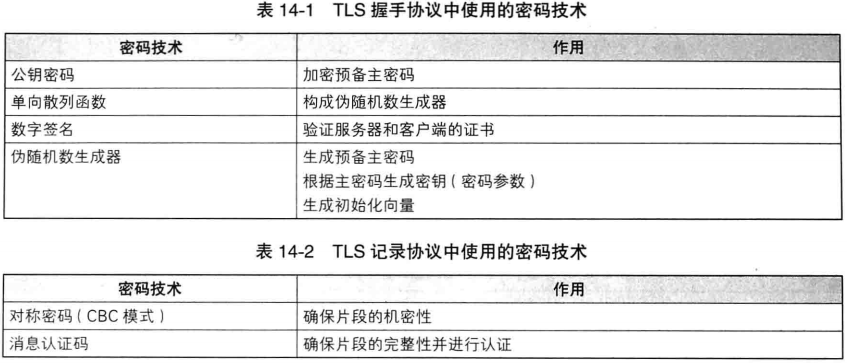 表 14-1 TLS 握手协议中使用的密码技术
密码技术 作用
公钥密码 加密预备主密码
单向散列函数 构成伪随机数生成器
数字签名 验证服务器和客户端的证书
伪随机数生成器 生成预备主密码
根据主密码生成密钥（密码参数）
生成初始化向量
表 14-2 TLS 记录协议中使用的密码技术
密码技术 作用
对称密码（CBC 模式） 确保片段的机密性
消息认证码 确保片段的完整性并进行认证